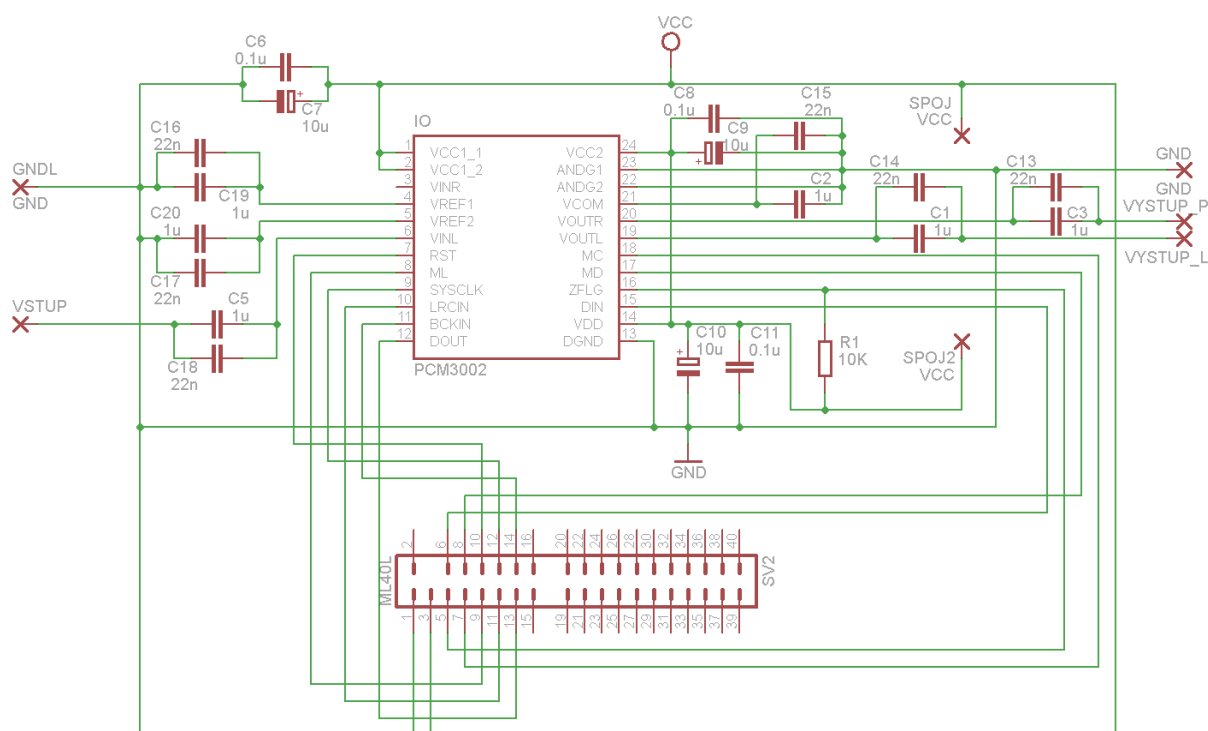 VCC
C6
0.1u
C7
10u
C8
0.1u
C9
10u
C15
22n
SPOJ
VCC
IO
C16
22n
GNDL
GND
C19
1u
C20
1u
C17
22n
VSTUP
C5
1u
C18
22n
1 VCC1_1
2 VCC1_2
3 VINR
4 VREF1
5 VREF2
6 VINL
7 RST
8 ML
9 SYSCLK
10 LRCIN
11 BCKIN
12 DOUT
VCC2 24
ANDG1 23
ANDG2 22
VCOM 21
VOUTR 20
VOUTL 19
MC 18
MD 17
ZFLG 16
DIN 15
VDD 14
DGND 13
PCM3002
C2
1u
C14
22n
C1
1u
C13
22n
C3
1u
GND
GND
VYSTUP_P
VYSTUP_L
C10
10u
C11
0.1u
R1
10K
SPOJ2
VCC
GND
2 6 8 10 12 14 16 20 22 24 26 28 30 32 34 36 38 40
ML40L
SV2
1 3 5 7 9 11 13 15 19 21 23 25 27 29 31 33 35 37 39